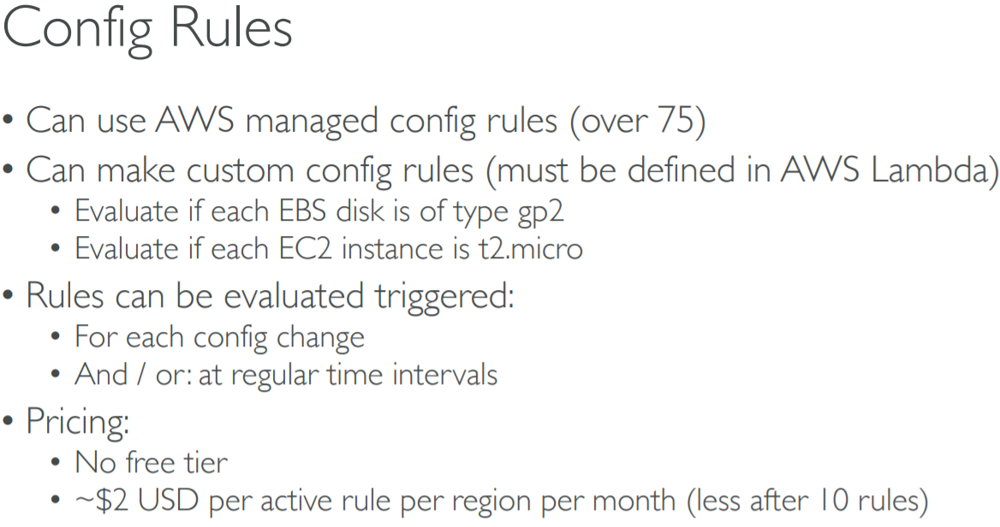 Config Rules
• Can use AWS managed config rules (over 75)
• Can make custom config rules (must be defined in AWS Lambda)
• Evaluate if each EBS disk is of type gp2
• Evaluate if each EC2 instance is t2.micro
• Rules can be evaluated triggered:
• For each config change
• And / or: at regular time intervals
• Pricing:
• No free tier
• ~$2 USD per active rule per region per month (less after 10 rules)